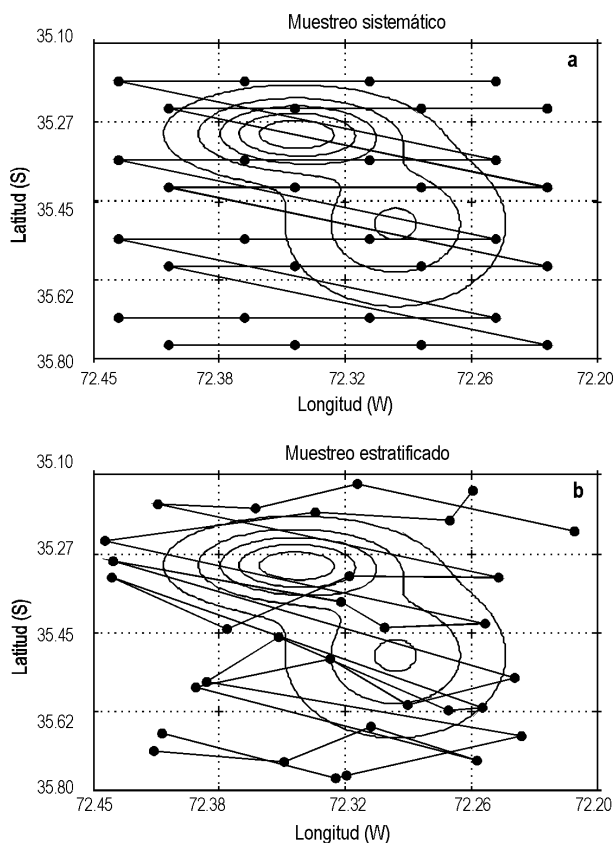 Muestreo sistemático
a
35.10
35.27
35.45
35.62
35.80
Latitud (S)
72.45 72.38 72.32 72.26 72.20
Longitud (W)
Muestreo estratificado
b
35.10
35.27
35.45
35.62
35.80
Latitud (S)
72.45 72.38 72.32 72.26 72.20
Longitud (W)